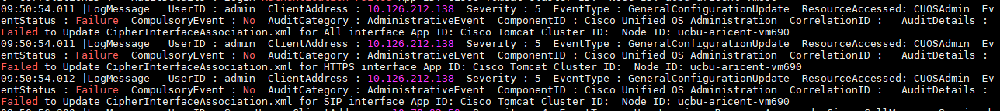 09:50:54.011 |LogMessage   UserID : admin  ClientAddress : 10.126.212.138  Severity : 5  EventType : GeneralConfigurationUpdate  ResourceAccessed: CUOSAdmin  Ev
entStatus : Failure  CompulsoryEvent : No  AuditCategory : AdministrativeEvent  ComponentID : Cisco Unified OS Administration  CorrelationID :   AuditDetails :
Failed to Update CipherInterfaceAssociation.xml for All interface App ID: Cisco Tomcat Cluster ID:  Node ID: ucbu-aricent-vm690
09:50:54.011 |LogMessage   UserID : admin  ClientAddress : 10.126.212.138  Severity : 5  EventType : GeneralConfigurationUpdate  ResourceAccessed: CUOSAdmin  Ev
entStatus : Failure  CompulsoryEvent : No  AuditCategory : AdministrativeEvent  ComponentID : Cisco Unified OS Administration  CorrelationID :   AuditDetails :
Failed to Update CipherInterfaceAssociation.xml for HTTPS interface App ID: Cisco Tomcat Cluster ID:  Node ID: ucbu-aricent-vm690
09:50:54.012 |LogMessage   UserID : admin  ClientAddress : 10.126.212.138  Severity : 5  EventType : GeneralConfigurationUpdate  ResourceAccessed: CUOSAdmin  Ev
entStatus : Failure  CompulsoryEvent : No  AuditCategory : AdministrativeEvent  ComponentID : Cisco Unified OS Administration  CorrelationID :   AuditDetails :
Failed to Update CipherInterfaceAssociation.xml for SIP interface App ID: Cisco Tomcat Cluster ID:  Node ID: ucbu-aricent-vm690